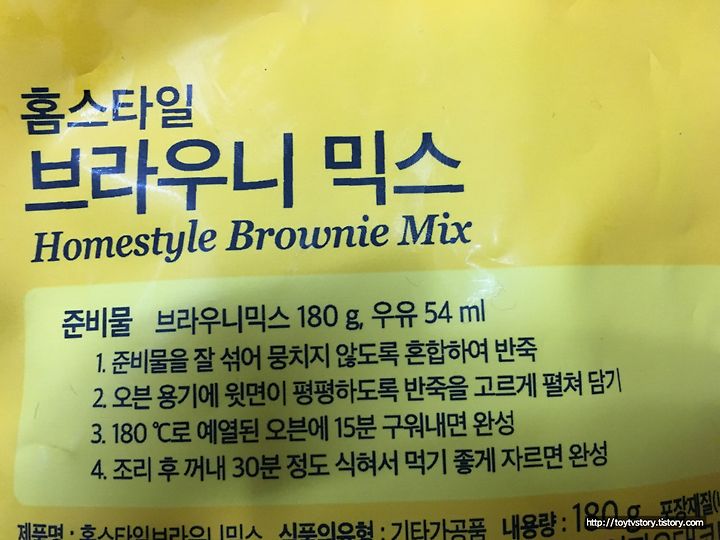 홈스타일
브라우니 믹스
Homestyle Brownie Mix
준비물 브라우니믹스 180 g, 우유 54 ml
1. 준비물을 잘 섞어 뭉치지 않도록 혼합하여 반죽
2. 오븐 용기에 윗면이 평평하도록 반죽을 고르게 펼쳐 담기
3. 180 ℃로 예열된 오븐에 15분 구워내면 완성
4. 조리 후 꺼내 30분 정도 식혀서 먹기 좋게 자르면 완성
제품명 : 홈스타일브라우니믹스 식품의유형 : 기타가공품 내용량 : 180 g 포장재질(
http://toytvstory.tistory.com